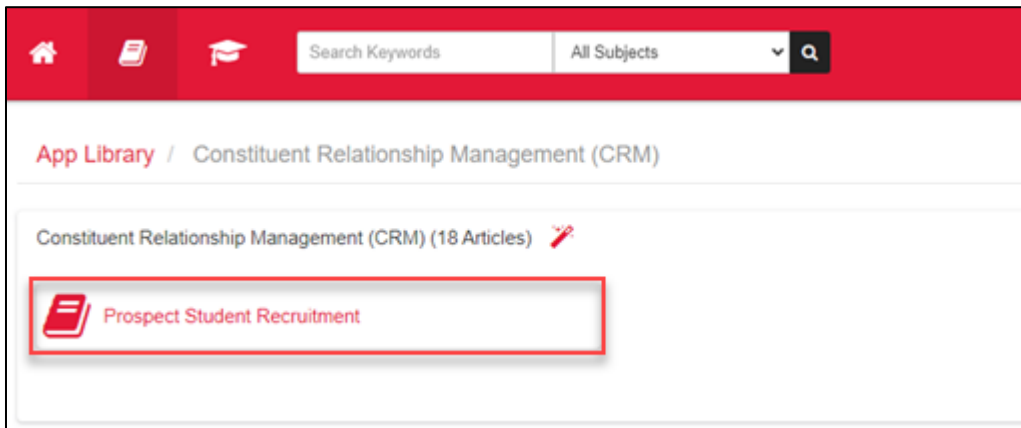 Search Keywords All Subjects
App Library / Constituent Relationship Management (CRM)
Constituent Relationship Management (CRM) (18 Articles)
Prospect Student Recruitment